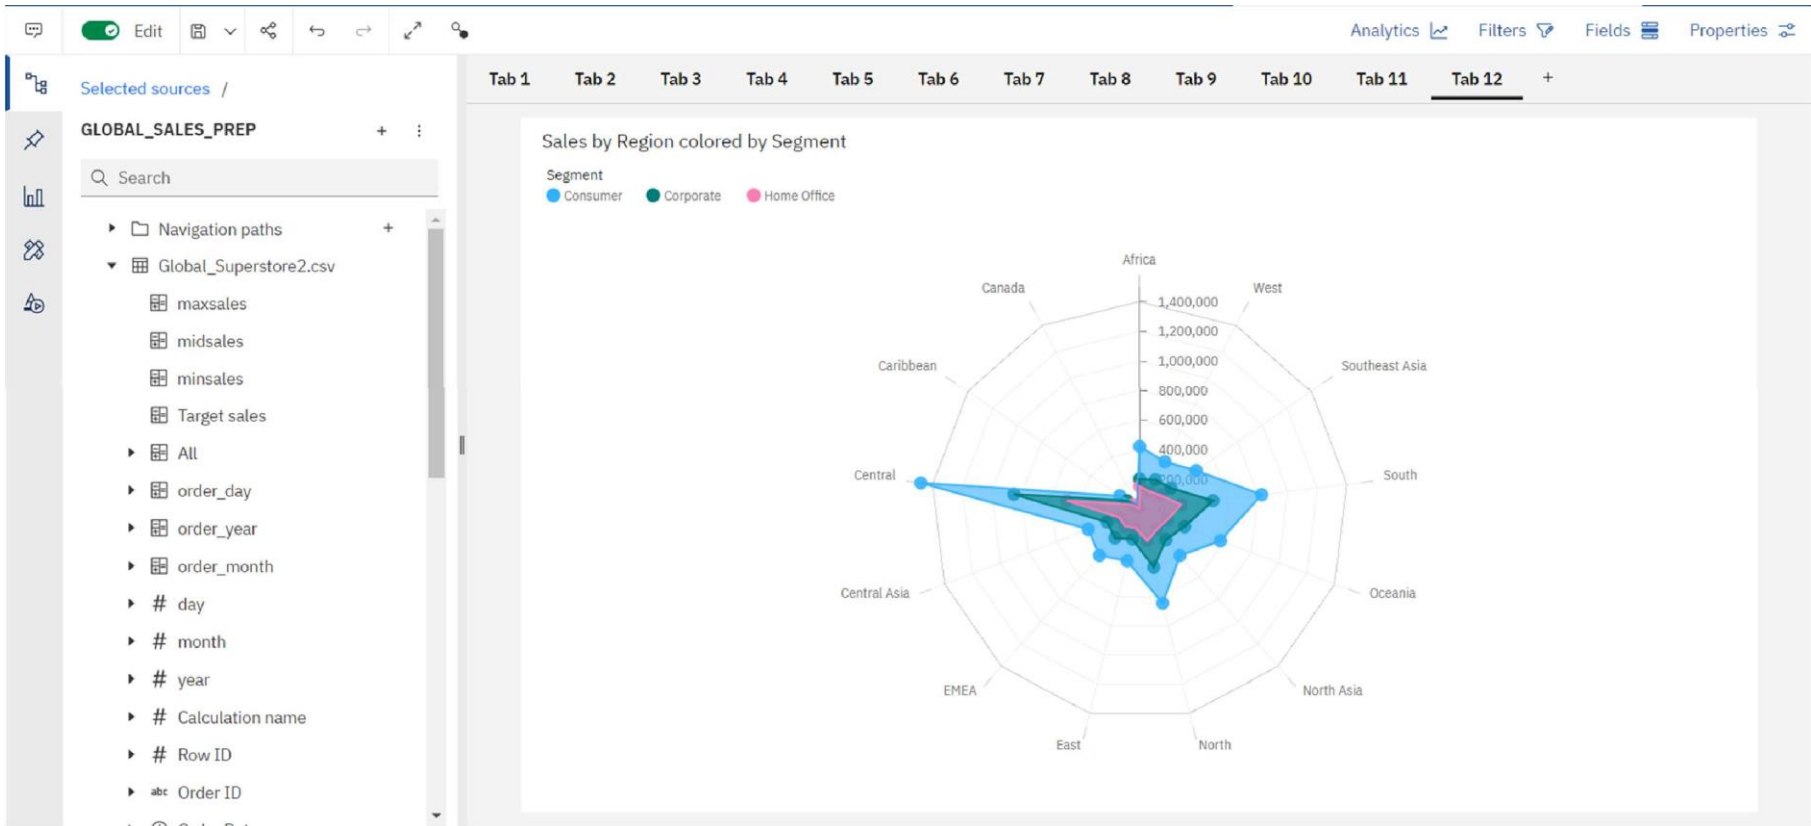 Edit
Analytics
Filters
Fields
Properties
Selected sources /
Tab 1
Tab 2
Tab 3
Tab 4
Tab 5
Tab 6
Tab 7
Tab 8
Tab 9
Tab 10
Tab 11
Tab 12
+
GLOBAL_SALES_PREP
+
Search
Navigation paths
+
Global_Superstore2.csv
maxsales
midsales
minsales
Target sales
All
order_day
order_year
order_month
# day
# month
# year
# Calculation name
# Row ID
abc Order ID
Sales by Region colored by Segment
Segment
Consumer
Corporate
Home Office
Africa
West
Southeast Asia
South
Oceania
North Asia
North
East
EMEA
Central Asia
Central
Caribbean
Canada
1,400,000
1,200,000
1,000,000
800,000
600,000
400,000
200,000